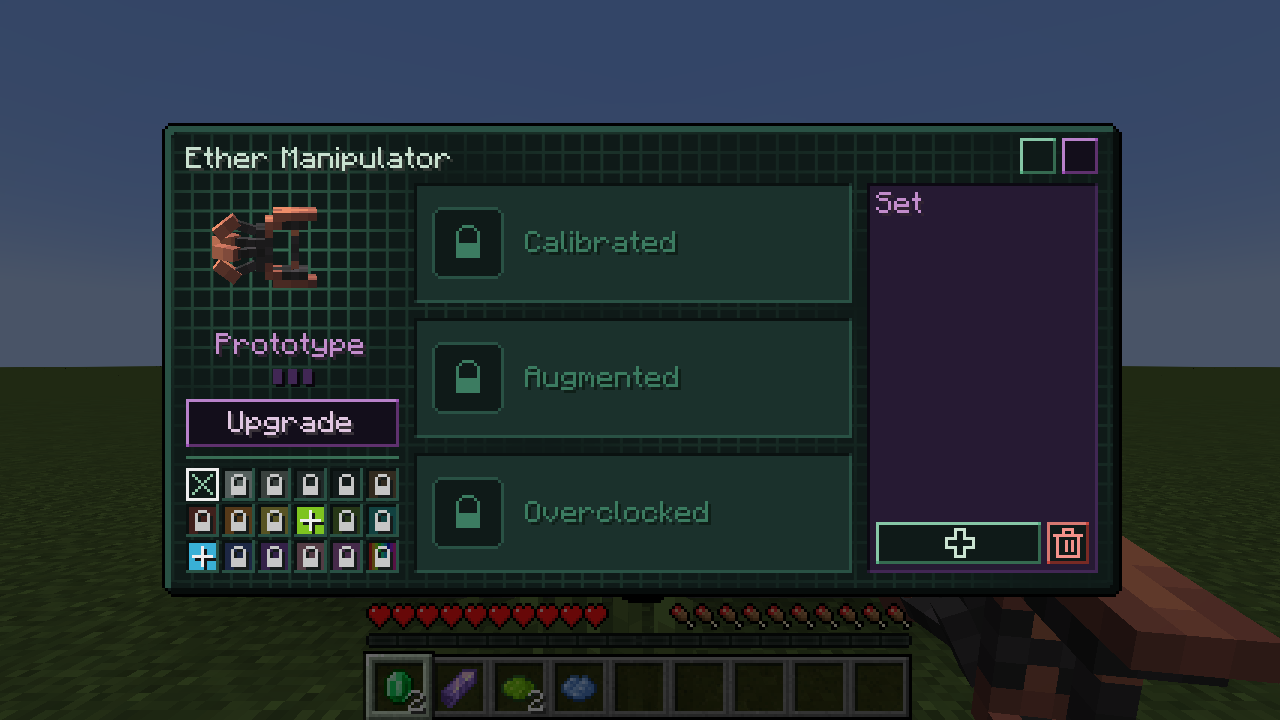 Ether Manipulator
Prototype
Upgrade
Calibrated
Augmented
Overclocked
Set
2
2